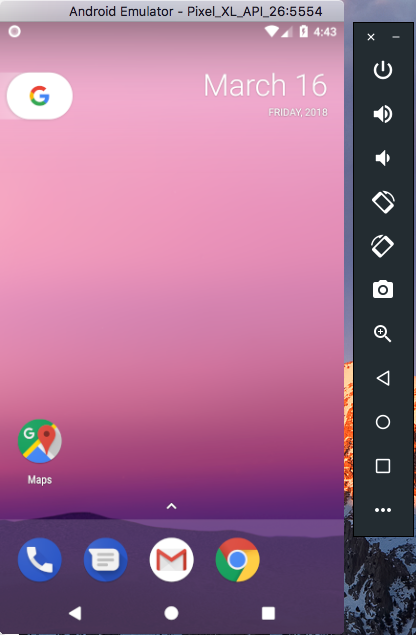 Android Emulator - Pixel_XL_API_26:5554
4:43
March 16
FRIDAY, 2018
Maps